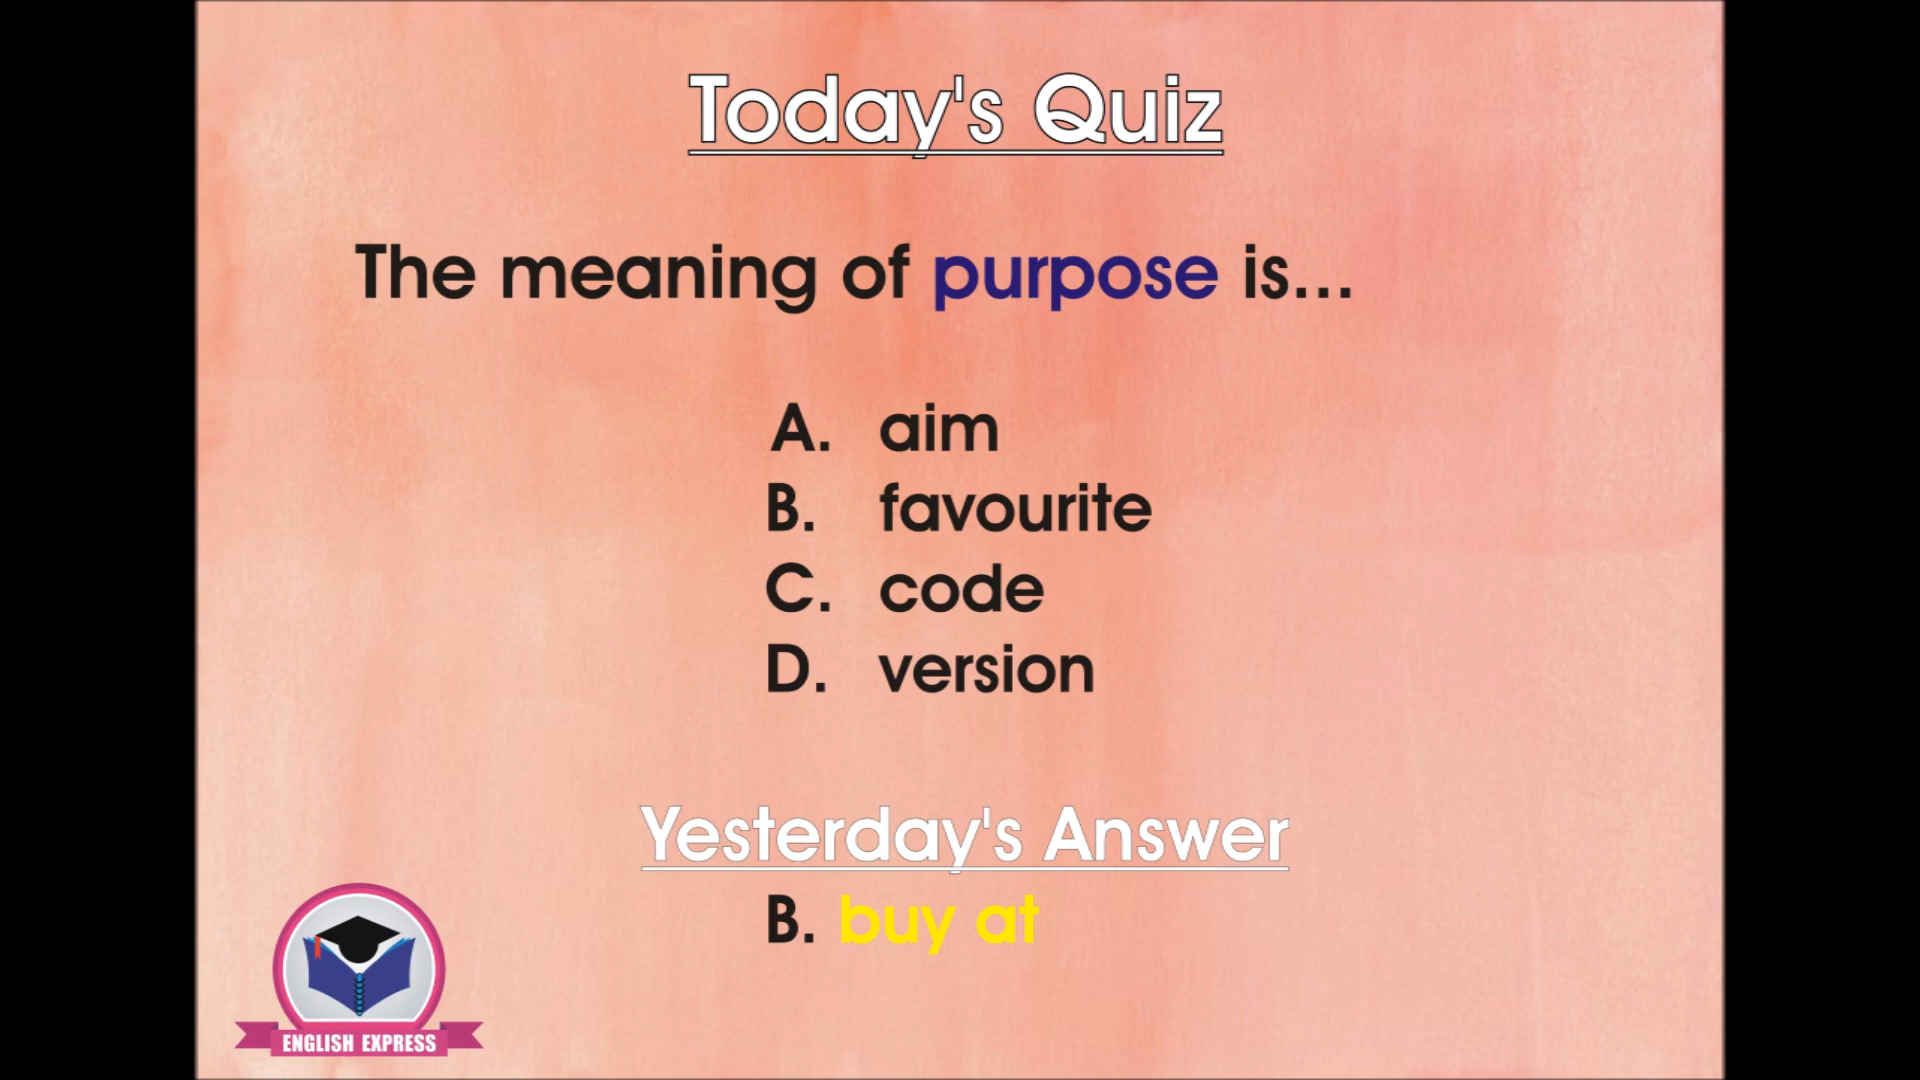 Today's Quiz
The meaning of purpose is...
A. aim
B. favourite
C. code
D. version
Yesterday's Answer
B. buy at
ENGLISH EXPRESS